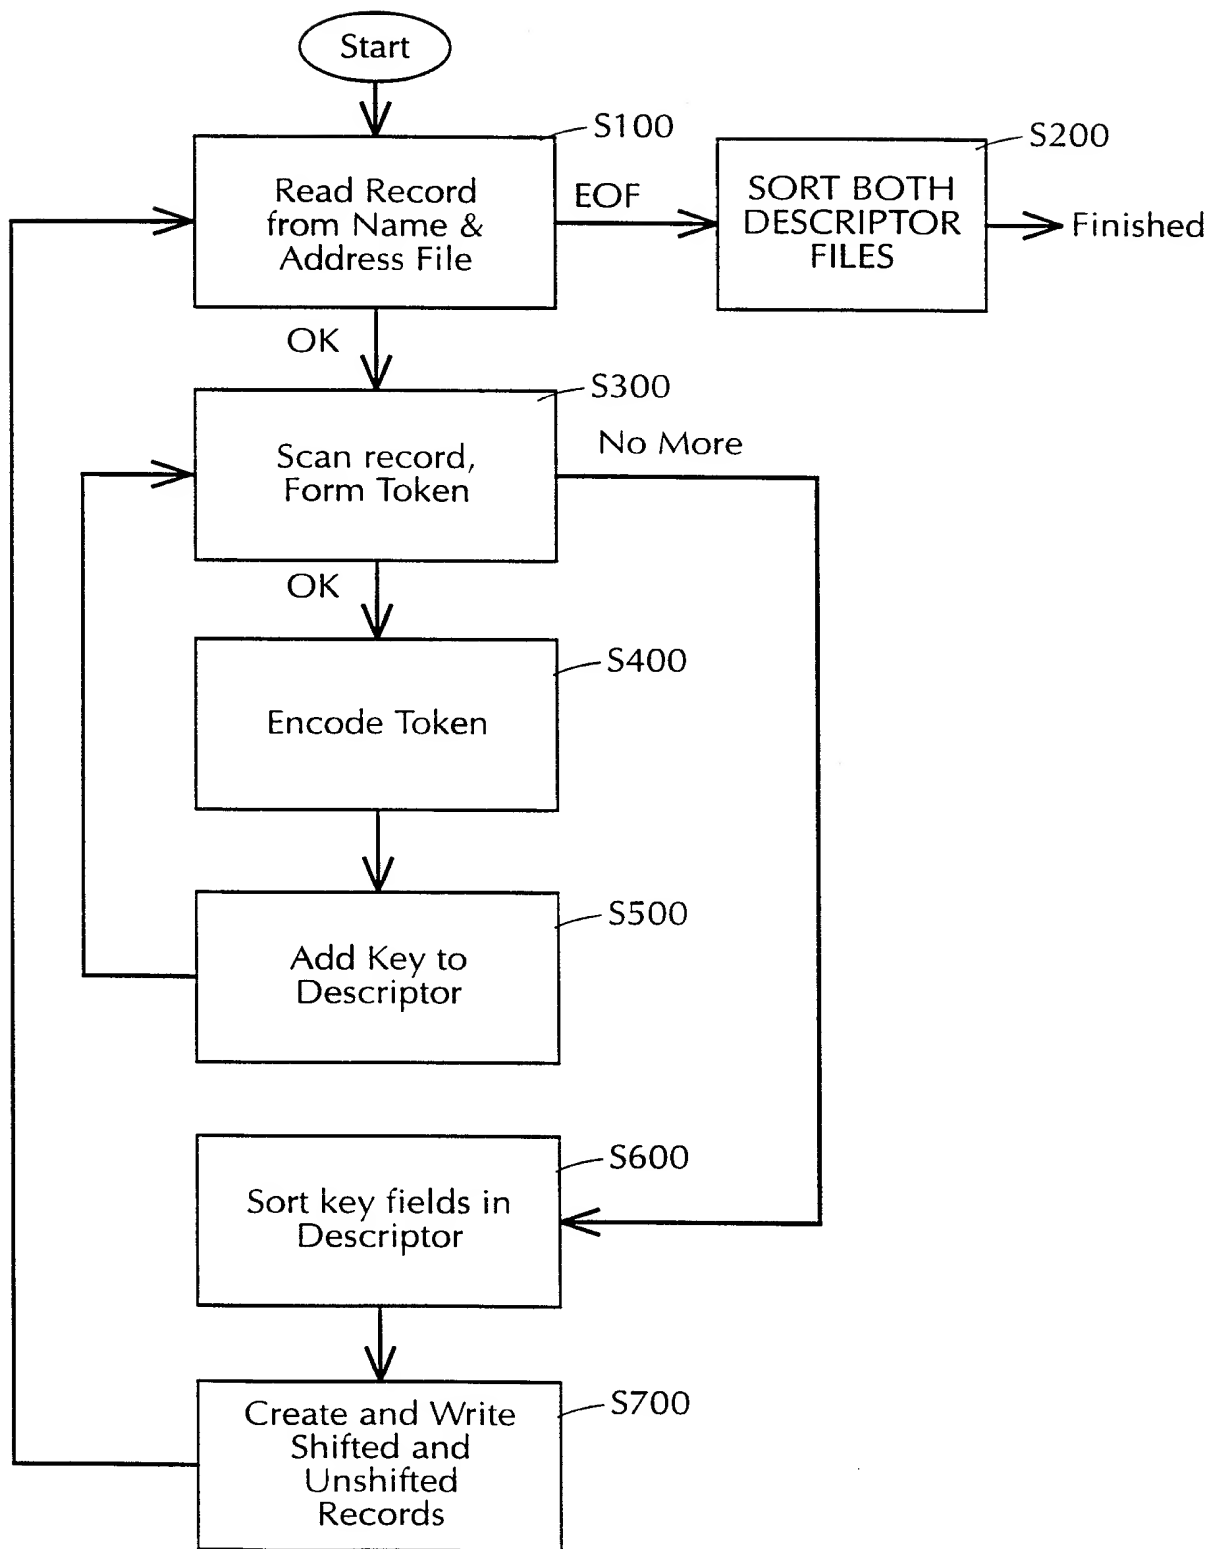 Start
S100
Read Record
from Name &
Address File
EOF
S200
SORT BOTH
DESCRIPTOR
FILES
Finished
OK
S300
Scan record,
Form Token
No More
OK
S400
Encode Token
S500
Add Key to
Descriptor
S600
Sort key fields in
Descriptor
S700
Create and Write
Shifted and
Unshifted
Records